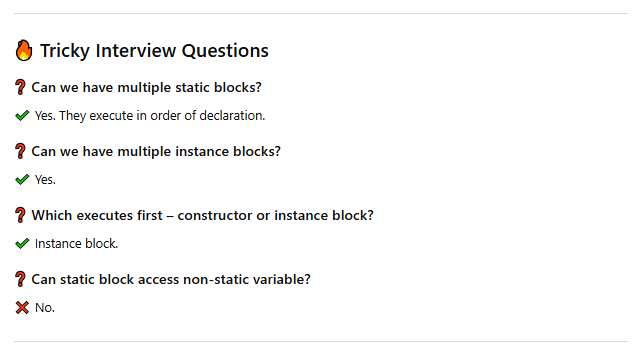 🔥 Tricky Interview Questions
❓ Can we have multiple static blocks?
✔ Yes. They execute in order of declaration.
❓ Can we have multiple instance blocks?
✔ Yes.
❓ Which executes first – constructor or instance block?
✔ Instance block.
❓ Can static block access non-static variable?
❌ No.